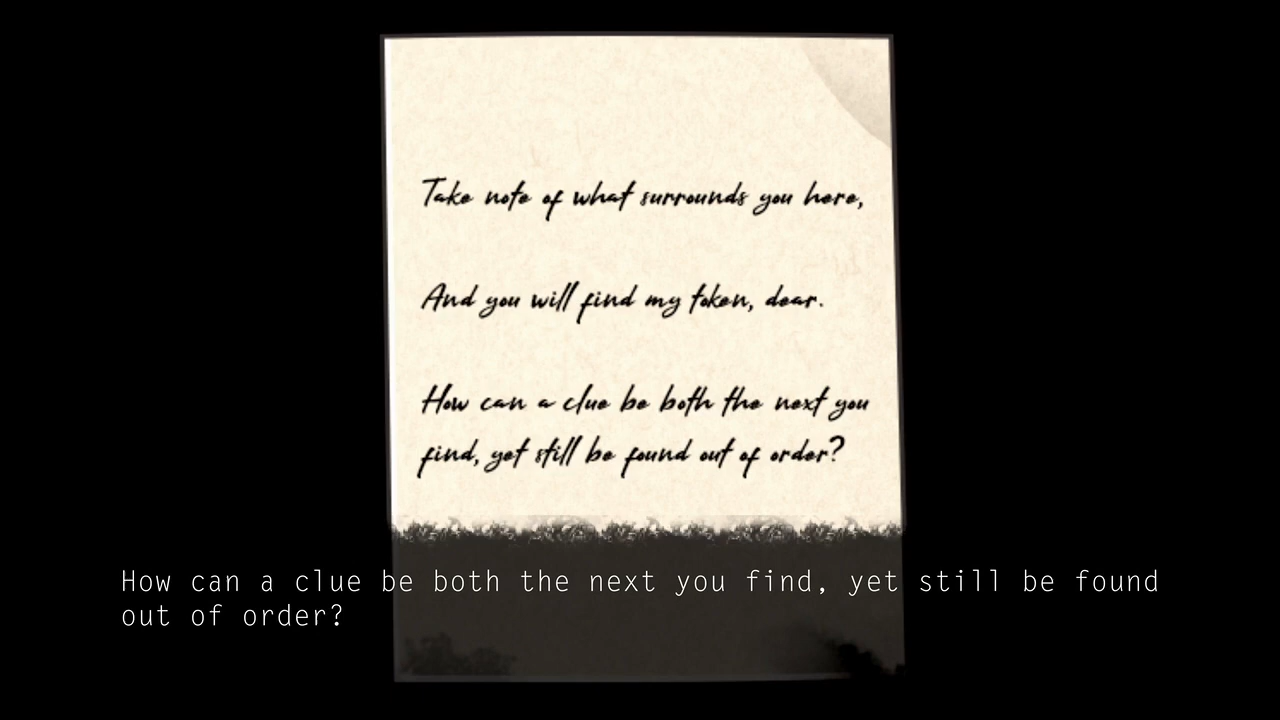 Take note of what surrounds you here,
And you will find my token, dear.
How can a clue be both the next you
find, yet still be found out of order?
How can a clue be both the next you find, yet still be found
out of order?